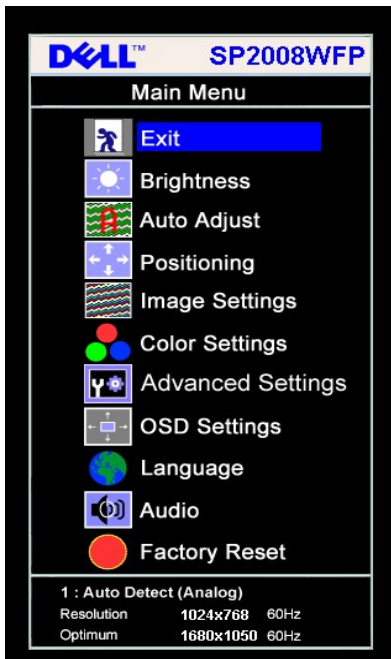 DELL™ SP2008WFP
Main Menu
Exit
Brightness
Auto Adjust
Positioning
Image Settings
Color Settings
Advanced Settings
OSD Settings
Language
Audio
Factory Reset
1 : Auto Detect (Analog)
Resolution 1024x768 60Hz
Optimum 1680x1050 60Hz